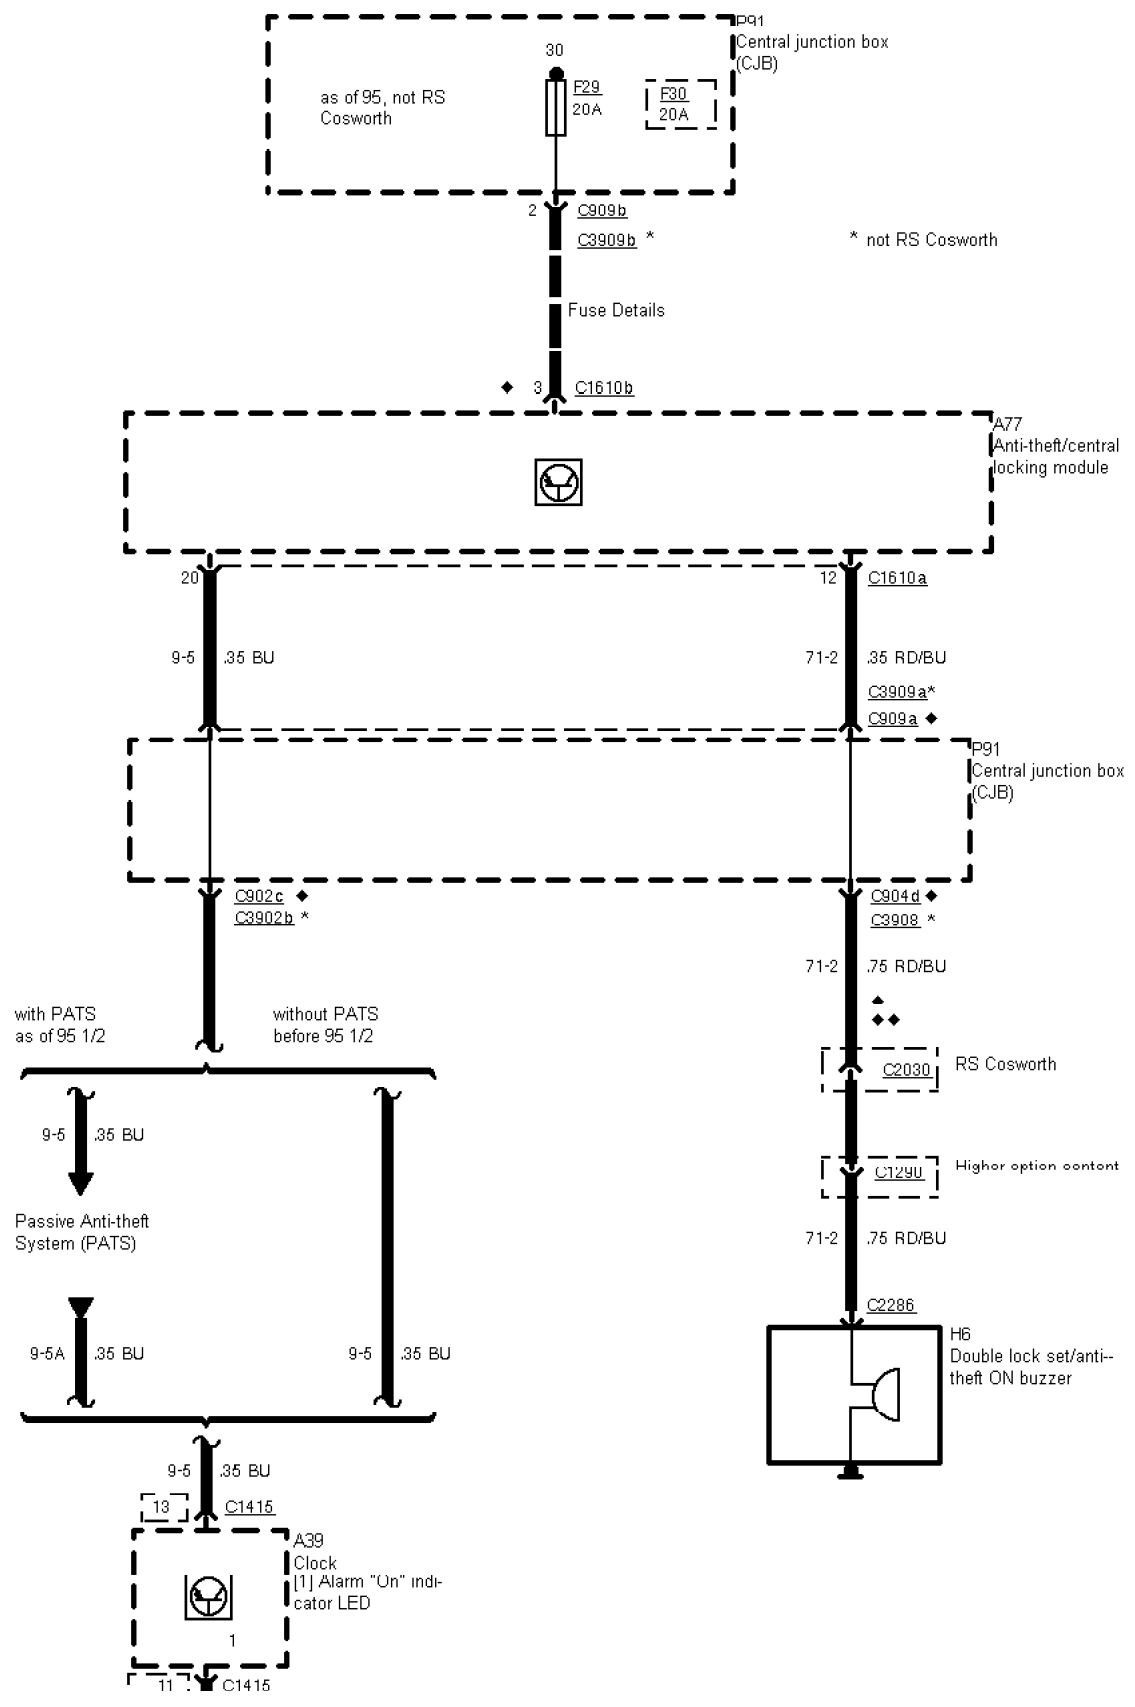 P91
Central junction box
(CJB)
30
as of 95, not RS
Cosworth
F29
20A
F30
20A
2
C909b
C3909b *
* not RS Cosworth
Fuse Details
◆ 3 C1610b
A77
Anti-theft/central
locking module
20
12
C1610a
9-5 .35 BU
71-2 .35 RD/BU
C3909a*
C909a ◆
P91
Central junction box
(CJB)
C902c ◆
C3902b *
C904d ◆
C3908 *
71-2 .75 RD/BU
with PATS
as of 95 1/2
without PATS
before 95 1/2
C2030
RS Cosworth
9-5 .35 BU
C1290
Higher option content
Passive Anti-theft
System (PATS)
71-2 .75 RD/BU
C2286
H6
Double lock set/anti--
theft ON buzzer
9-5A .35 BU
9-5 .35 BU
9-5 .35 BU
13
C1415
A39
Clock
[1] Alarm "On" indi-
cator LED
1
11
C1415